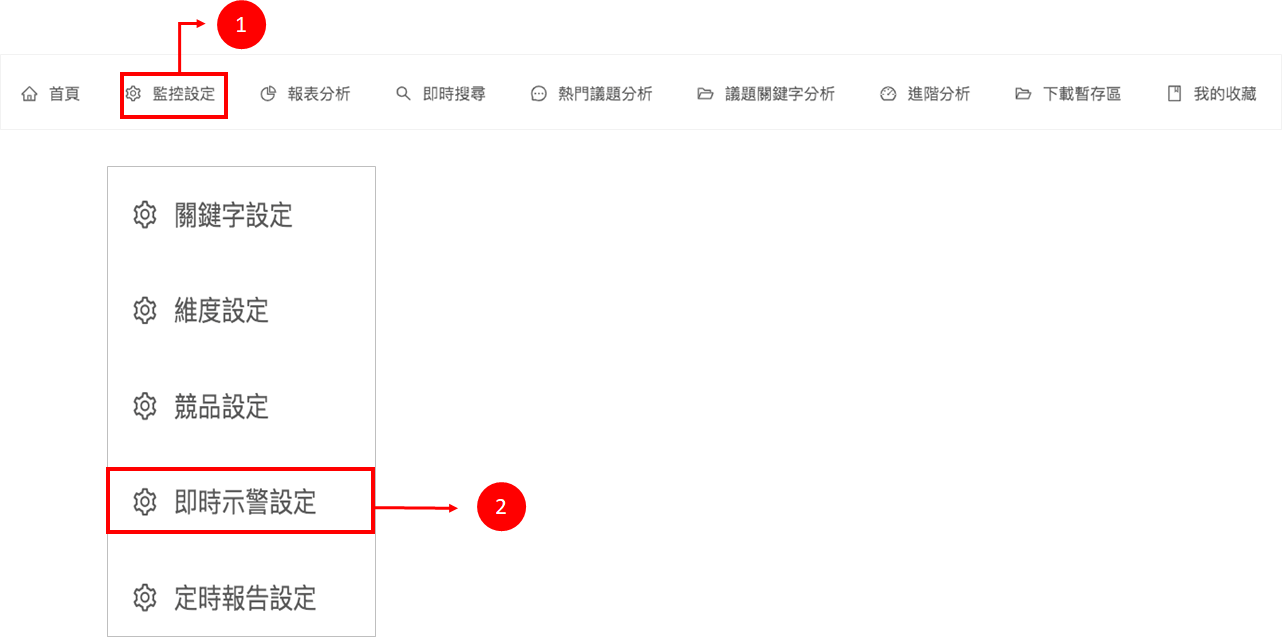 1
首頁 監控設定 報表分析 即時搜尋 熱門議題分析 議題關鍵字分析 進階分析 下載暫存區 我的收藏
關鍵字設定
維度設定
競品設定
即時示警設定
2
定時報告設定